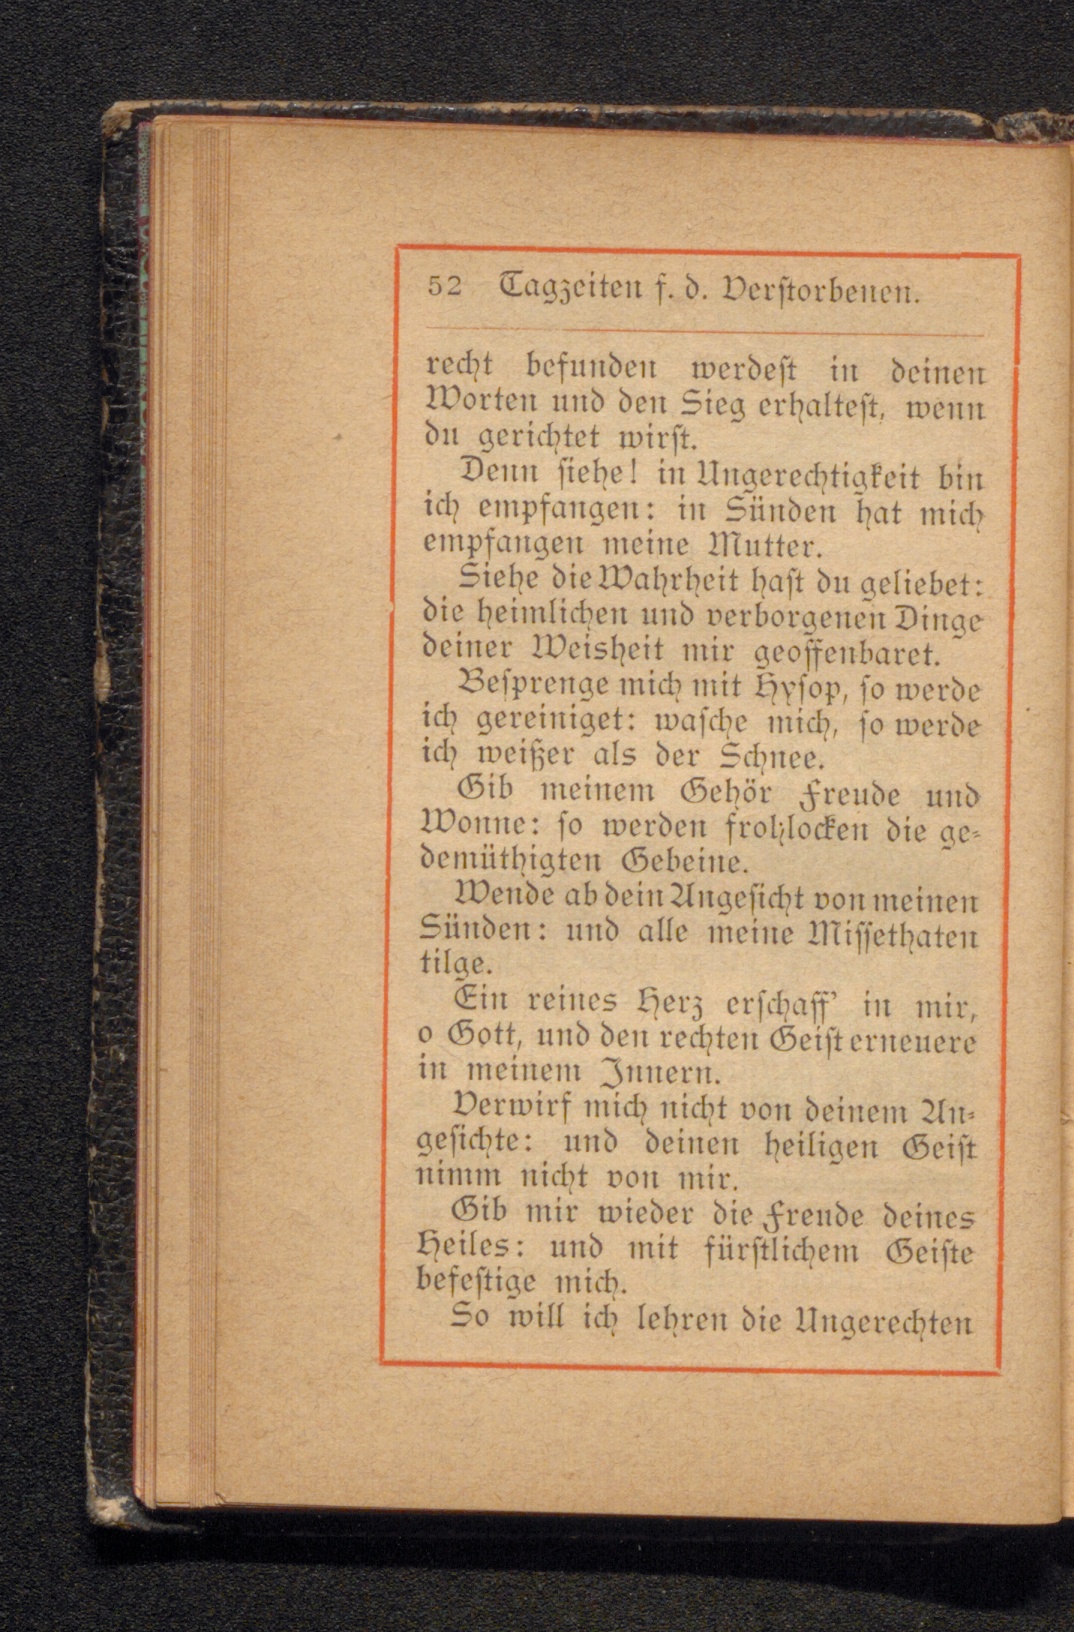 52 Tagzeiten f. d. Verſtorbenen.
recht befunden werdeſt in deinen
Worten und den Sieg erhalteſt, wenn
du gerichtet wirſt.
Denn ſiehe! in Ungerechtigkeit bin
ich empfangen: in Sünden hat mich
empfangen meine Mutter.
Siehe die Wahrheit haſt du geliebet:
die heimlichen und verborgenen Dinge
deiner Weisheit mir geoffenbaret.
Beſprenge mich mit Hyſop, ſo werde
ich gereiniget: waſche mich, ſo werde
ich weißer als der Schnee.
Gib meinem Gehör Freude und
Wonne: ſo werden frohlocken die ge-
demüthigten Gebeine.
Wende ab dein Angeſicht von meinen
Sünden: und alle meine Miſſethaten
tilge.
Ein reines Herz erſchaff' in mir,
o Gott, und den rechten Geiſt erneuere
in meinem Innern.
Verwirf mich nicht von deinem An-
geſichte: und deinen heiligen Geiſt
nimm nicht von mir.
Gib mir wieder die Freude deines
Heiles: und mit fürſtlichem Geiſte
befeſtige mich.
So will ich lehren die Ungerechten